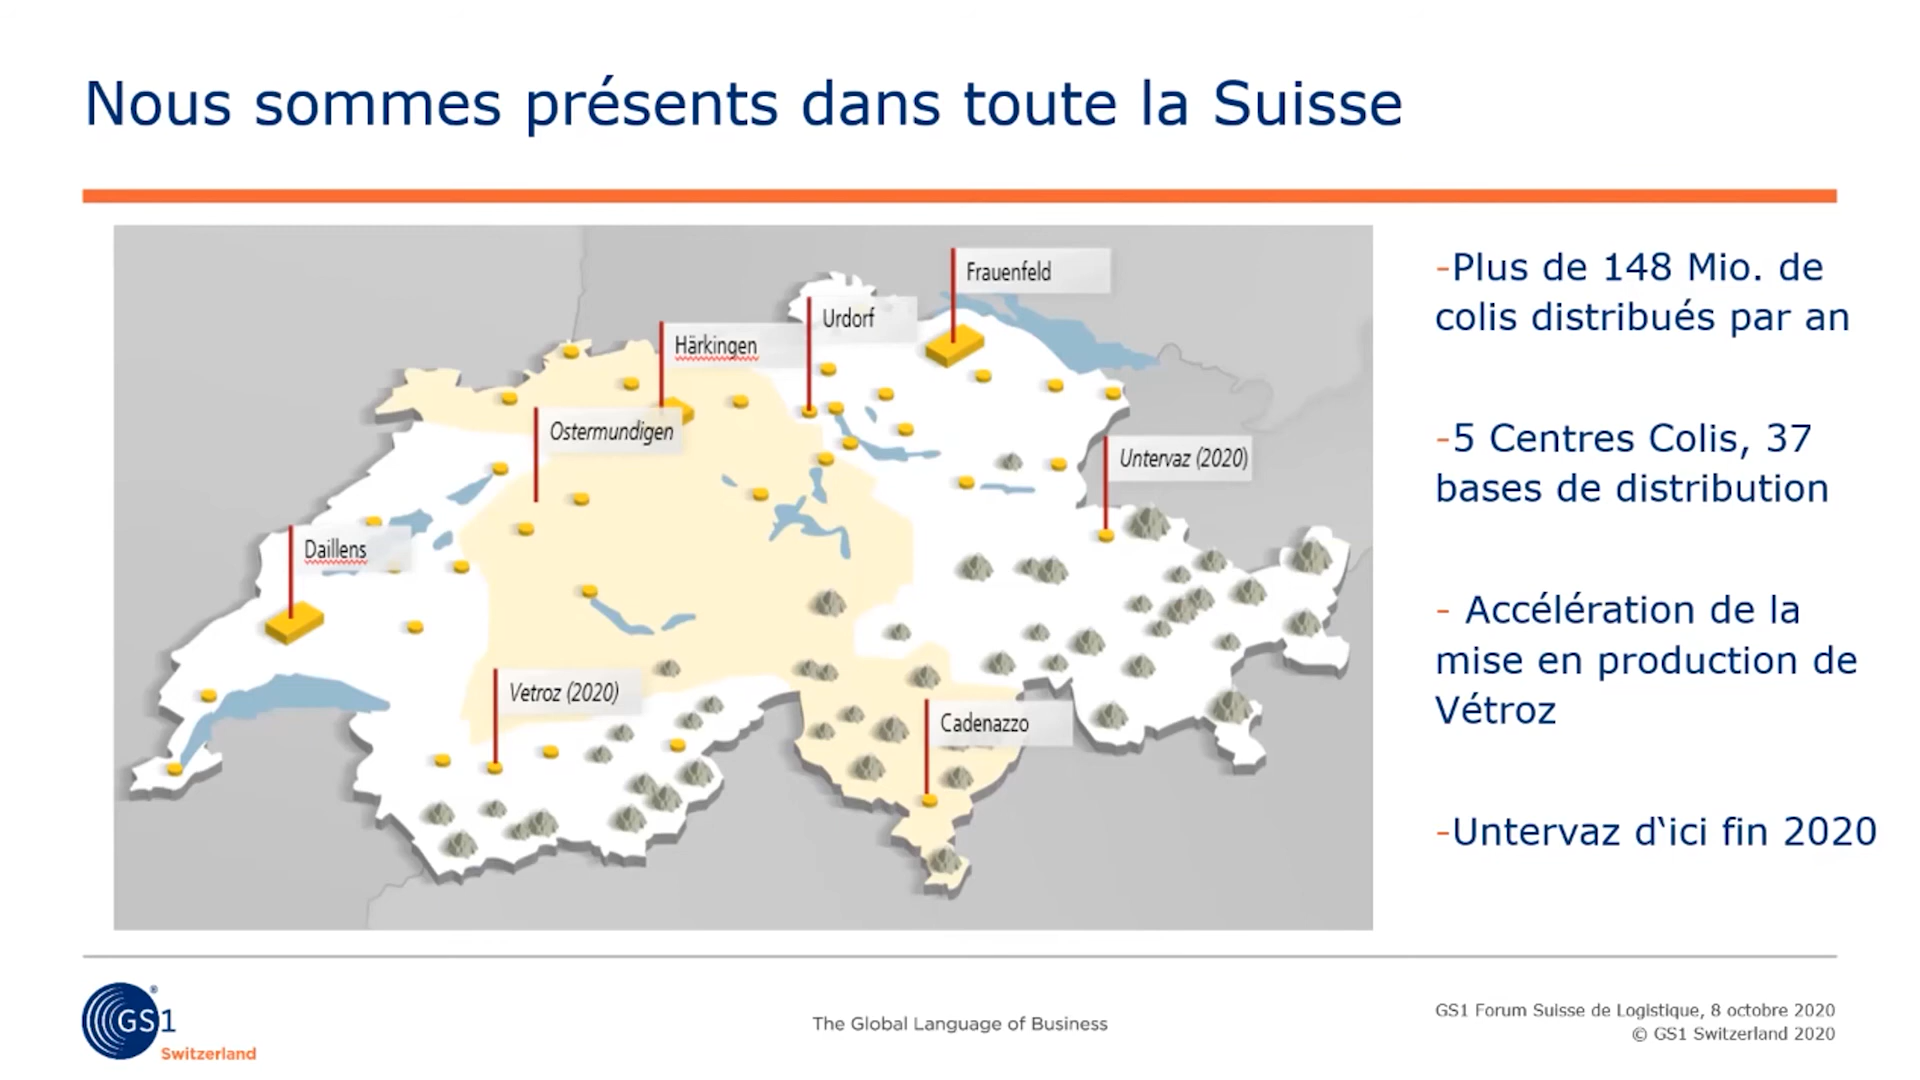 Nous sommes présents dans toute la Suisse
Frauenfeld
Urdorf
Härkingen
Ostermundigen
Untervaz (2020)
Daillens
Vetroz (2020)
Cadenazzo
-Plus de 148 Mio. de
colis distribués par an
-5 Centres Colis, 37
bases de distribution
- Accélération de la
mise en production de
Vétroz
-Untervaz d‘ici fin 2020
GS1
®
Switzerland
The Global Language of Business
GS1 Forum Suisse de Logistique, 8 octobre 2020
© GS1 Switzerland 2020